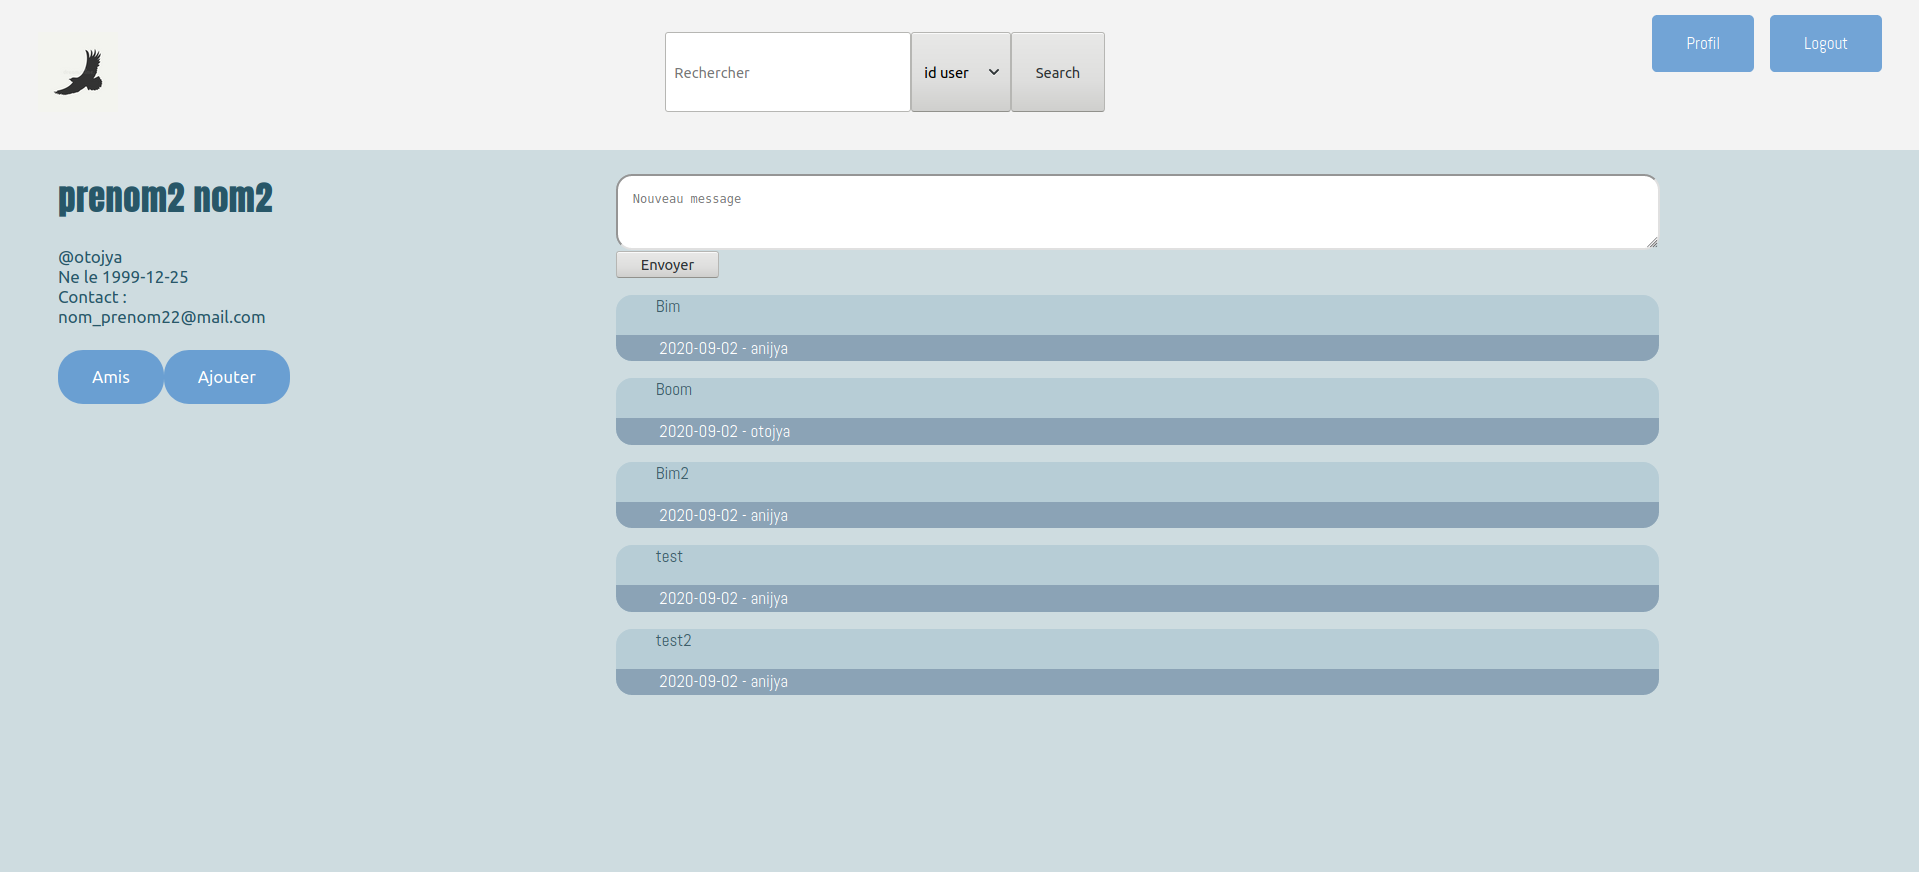 Rechercher
id user
Search
Profil
Logout
prenom2 nom2
@otojya
Ne le 1999-12-25
Contact :
nom_prenom22@mail.com
Amis
Ajouter
Nouveau message
Envoyer
Bim
2020-09-02 - anijya
Boom
2020-09-02 - otojya
Bim2
2020-09-02 - anijya
test
2020-09-02 - anijya
test2
2020-09-02 - anijya